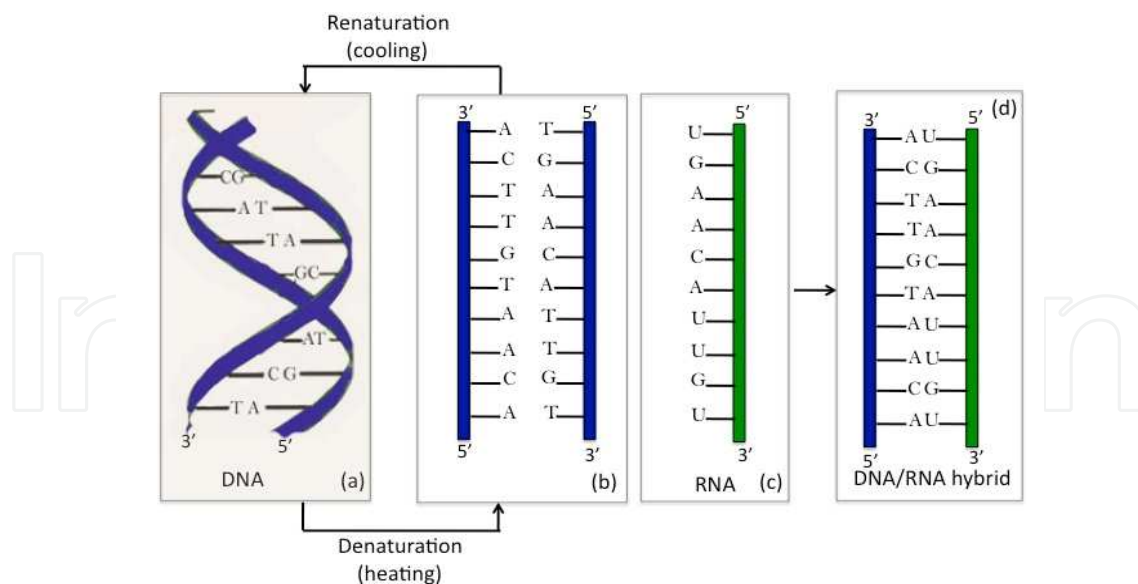 Renaturation
(cooling)
CG
A T
T A
GC
AT
C G
T A
3’ 5’
DNA (a)
3’ 5’
A T
C G
T A
T A
G C
T A
A T
A T
C G
A T
5’ 3’
(b)
5’
U
G
A
A
C
A
U
U
G
U
3’
RNA (c)
(d)
3’ 5’
A U
C G
T A
T A
G C
T A
A U
A U
C G
A U
5’ 3’
DNA/RNA hybrid
Denaturation
(heating)